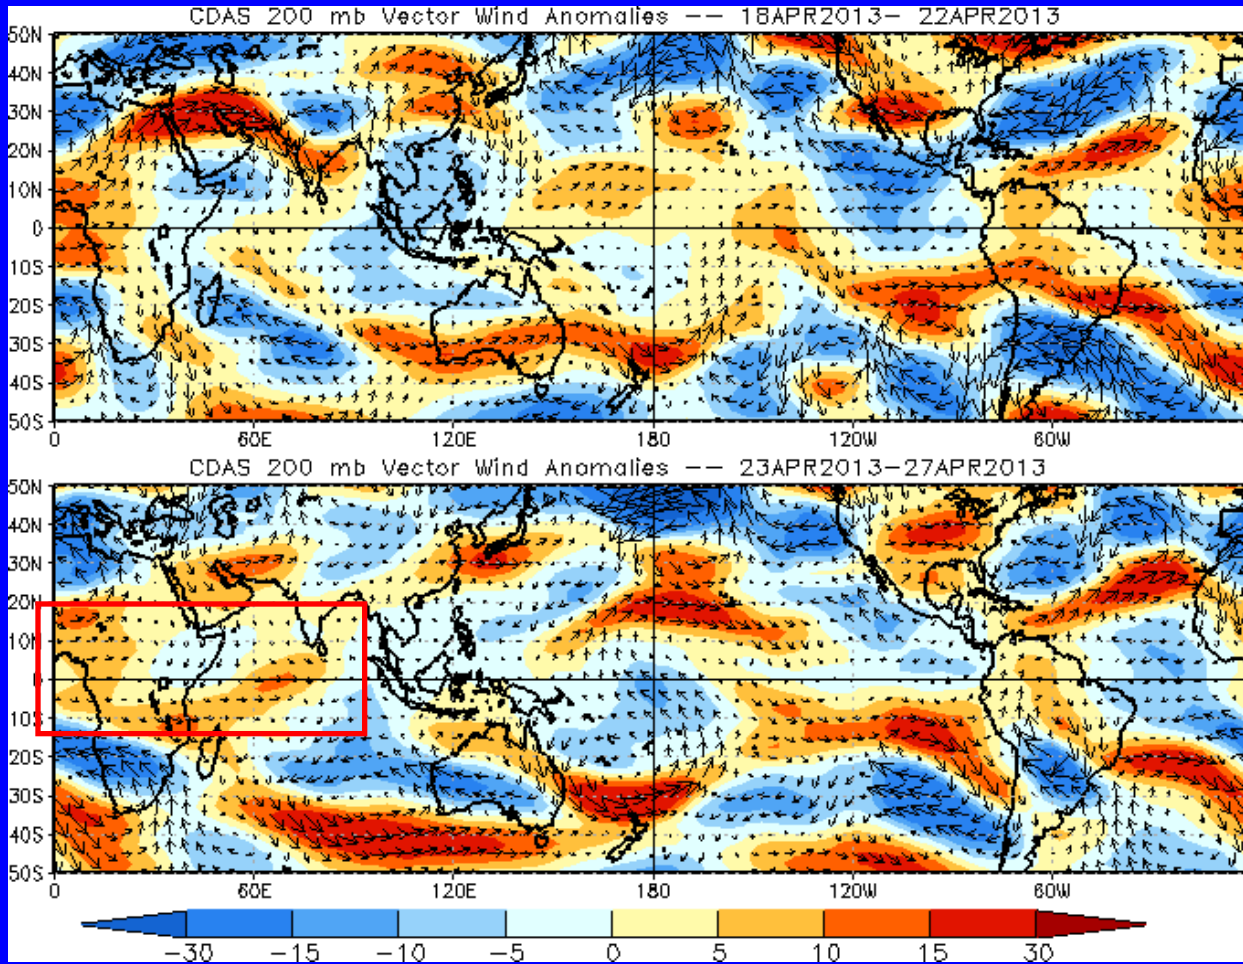 CDAS 200 mb Vector Wind Anomalies -- 18APR2013- 22APR2013
50N
40N
30N
20N
10N
0
10S
20S
30S
40S
50S
0 60E 120E 180 120W 60W
CDAS 200 mb Vector Wind Anomalies -- 23APR2013-27APR2013
50N
40N
30N
20N
10N
0
10S
20S
30S
40S
50S
0 60E 120E 180 120W 60W
-30 -15 -10 -5 0 5 10 15 30